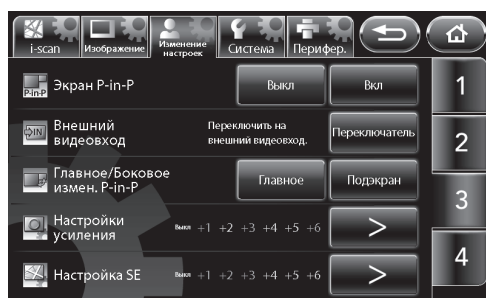 i-scan
Изображение
Изменение
настроек
Система
Перифер.
P-in-P
Экран P-in-P
Выкл
Вкл
1
IN
Внешний
видеовход
Переключить на
внешний видеовход.
Переключатель
2
Главное/Боковое
измен. P-in-P
Главное
Подэкран
3
Настройки
усиления
Выкл +1 +2 +3 +4 +5 +6
>
4
Настройка SE
Выкл +1 +2 +3 +4 +5 +6
>